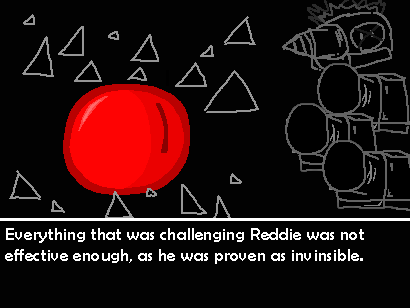 Everything that was challenging Reddie was not
effective enough, as he was proven as invinsible.